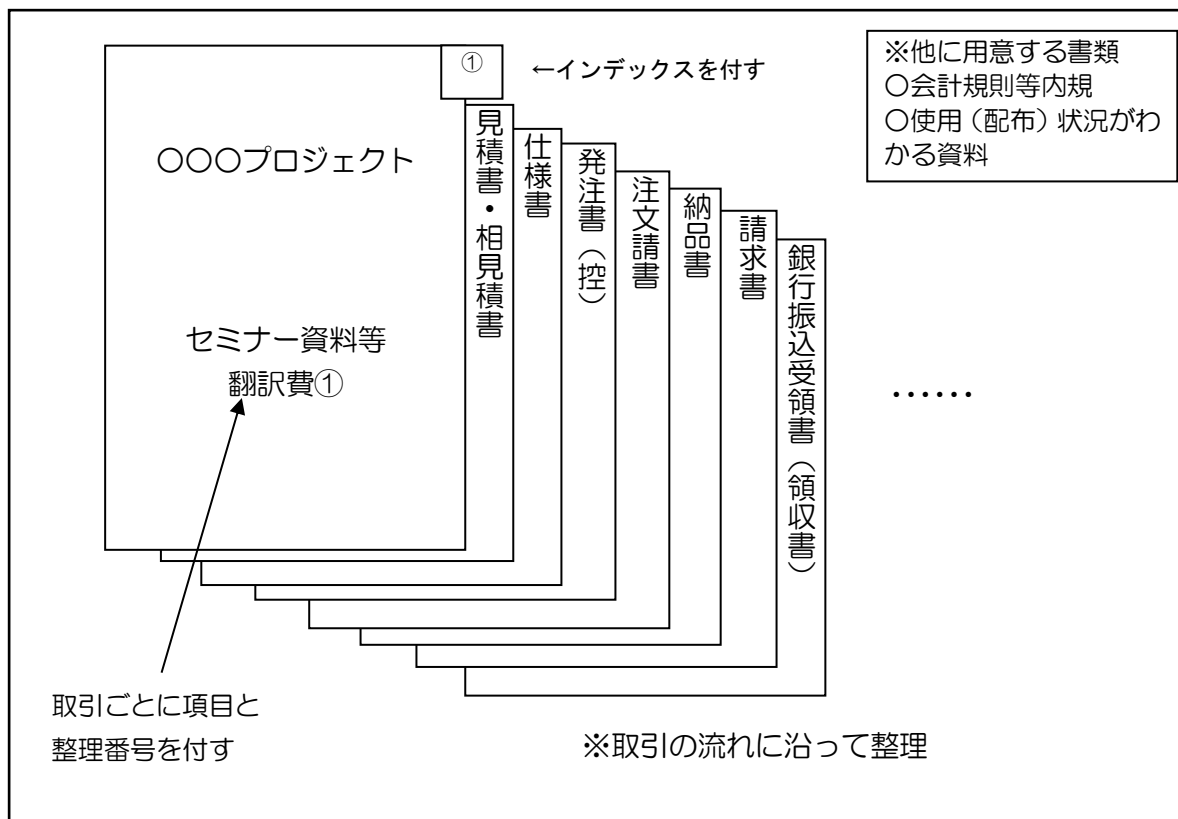 ①
←インデックスを付す
※他に用意する書類
○会計規則等内規
○使用（配布）状況がわ
かる資料
○○○プロジェクト
セミナー資料等
翻訳費①
見積書・相見積書
仕様書
発注書（控）
注文請書
納品書
請求書
銀行振込受領書（領収書）
……
取引ごとに項目と
整理番号を付す
※取引の流れに沿って整理